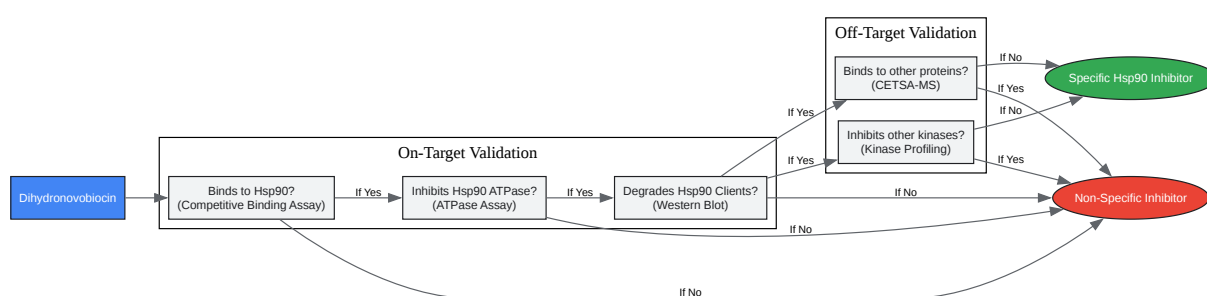 Dihydronovobiocin
On-Target Validation
Binds to Hsp90?
(Competitive Binding Assay)
If Yes
Inhibits Hsp90 ATPase?
(ATPase Assay)
If Yes
Degrades Hsp90 Clients?
(Western Blot)
If Yes
If Yes
If No
If No
If No
Off-Target Validation
Binds to other proteins?
(CETSA-MS)
If No
If Yes
Inhibits other kinases?
(Kinase Profiling)
If No
If Yes
Specific Hsp90 Inhibitor
Non-Specific Inhibitor